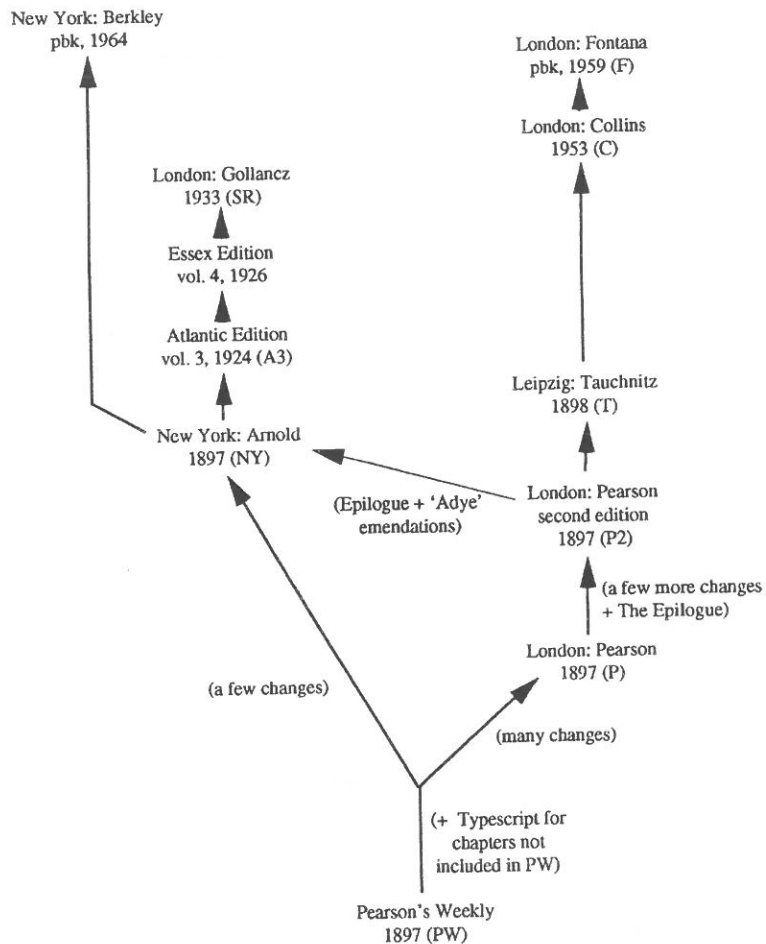 New York: Berkley
pbk, 1964
London: Fontana
pbk, 1959 (F)
London: Collins
1953 (C)
London: Gollancz
1933 (SR)
Essex Edition
vol. 4, 1926
Atlantic Edition
vol. 3, 1924 (A3)
Leipzig: Tauchnitz
1898 (T)
New York: Arnold
1897 (NY)
(Epilogue + ‘Adye’
emendations)
London: Pearson
second edition
1897 (P2)
(a few more changes
+ The Epilogue)
London: Pearson
1897 (P)
(a few changes)
(many changes)
(+ Typescript for
chapters not
included in PW)
Pearson’s Weekly
1897 (PW)